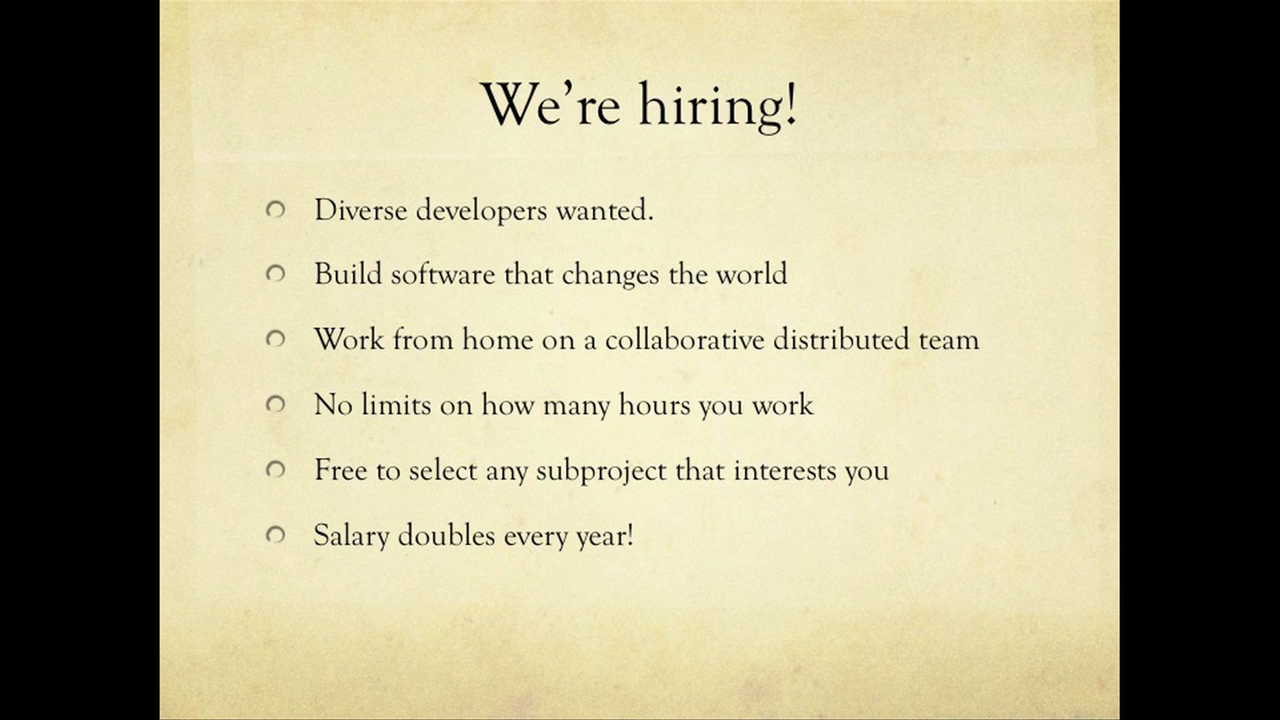 We're hiring!
Diverse developers wanted.
Build software that changes the world
Work from home on a collaborative distributed team
No limits on how many hours you work
Free to select any subproject that interests you
Salary doubles every year!